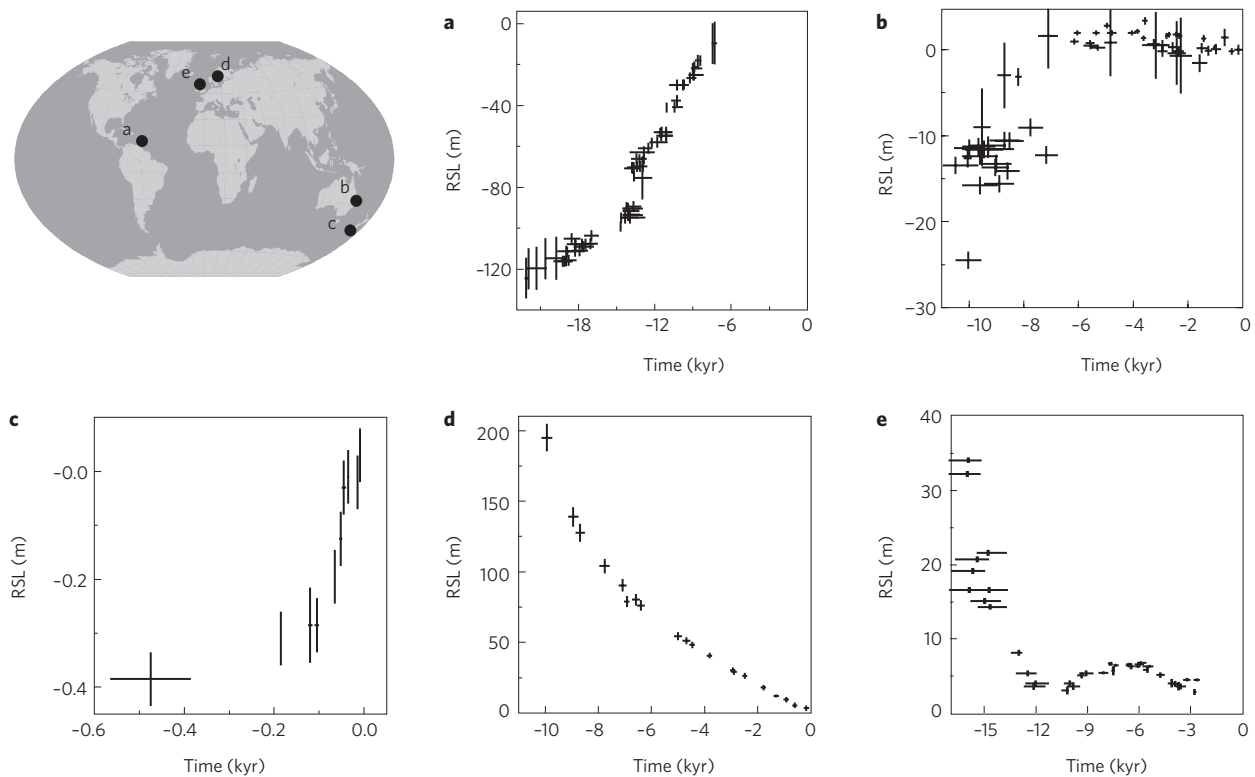 a
b
c
d
e
a
0
−40
−80
−120
RSL (m)
−18 −12 −6 0
Time (kyr)
b
0
−10
−20
−30
RSL (m)
−10 −8 −6 −4 −2 0
Time (kyr)
c
−0.0
−0.2
−0.4
RSL (m)
−0.6 −0.4 −0.2 0.0
Time (kyr)
d
200
150
100
50
0
RSL (m)
−10 −8 −6 −4 −2 0
Time (kyr)
e
40
30
20
10
0
RSL (m)
−15 −12 −9 −6 −3 0
Time (kyr)